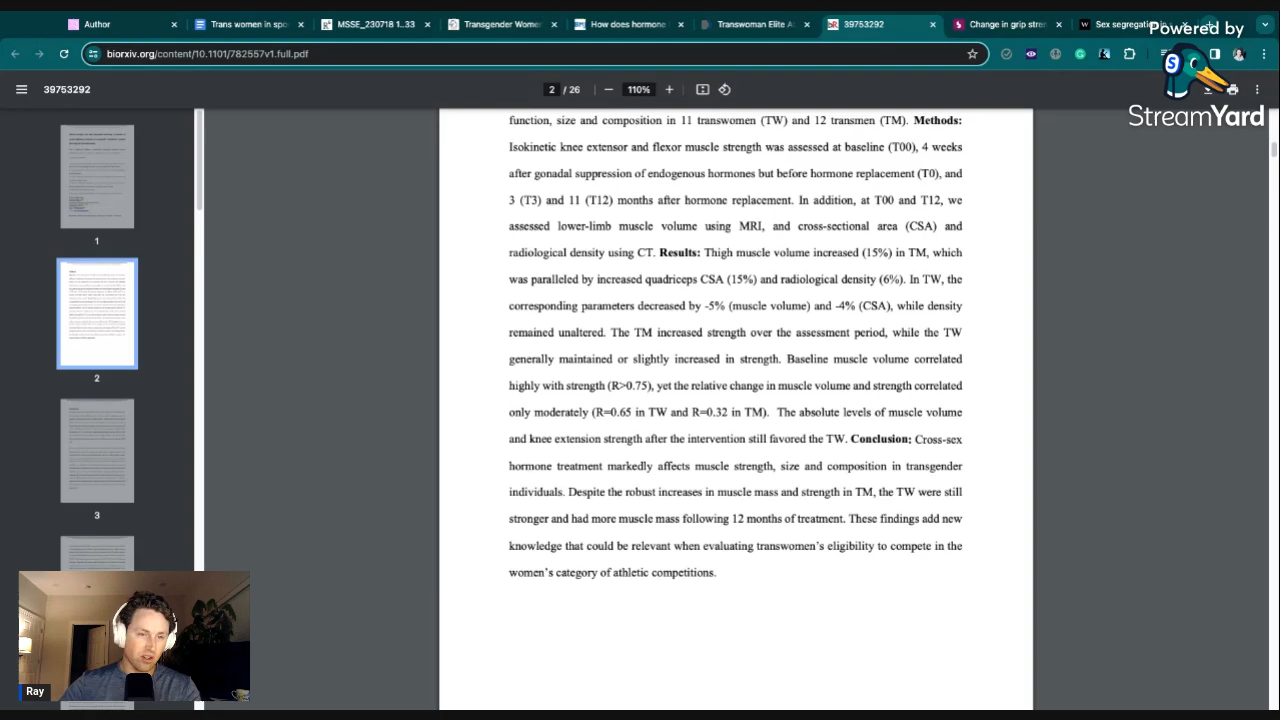 Author
Trans women in spo
MSSE_230718 1..33
Transgender Wome
How does hormone
Transwoman Elite A
bR
39753292
Change in grip stren
Sex segregation
Powered by
biorxiv.org/content/10.1101/782557v1.full.pdf
S
StreamYard
39753292
2 / 26
110%
function, size and composition in 11 transwomen (TW) and 12 transmen (TM). Methods:
Isokinetic knee extensor and flexor muscle strength was assessed at baseline (T00), 4 weeks
after gonadal suppression of endogenous hormones but before hormone replacement (T0), and
3 (T3) and 11 (T12) months after hormone replacement. In addition, at T00 and T12, we
assessed lower-limb muscle volume using MRI, and cross-sectional area (CSA) and
radiological density using CT. Results: Thigh muscle volume increased (15%) in TM, which
was paralleled by increased quadriceps CSA (15%) and radiological density (6%). In TW, the
corresponding parameters decreased by -5% (muscle volume) and -4% (CSA), while density
remained unaltered. The TM increased strength over the assessment period, while the TW
generally maintained or slightly increased in strength. Baseline muscle volume correlated
highly with strength (R>0.75), yet the relative change in muscle volume and strength correlated
only moderately (R=0.65 in TW and R=0.32 in TM). The absolute levels of muscle volume
and knee extension strength after the intervention still favored the TW. Conclusion: Cross-sex
hormone treatment markedly affects muscle strength, size and composition in transgender
individuals. Despite the robust increases in muscle mass and strength in TM, the TW were still
stronger and had more muscle mass following 12 months of treatment. These findings add new
knowledge that could be relevant when evaluating transwomen's eligibility to compete in the
women's category of athletic competitions.
1
2
3
Ray